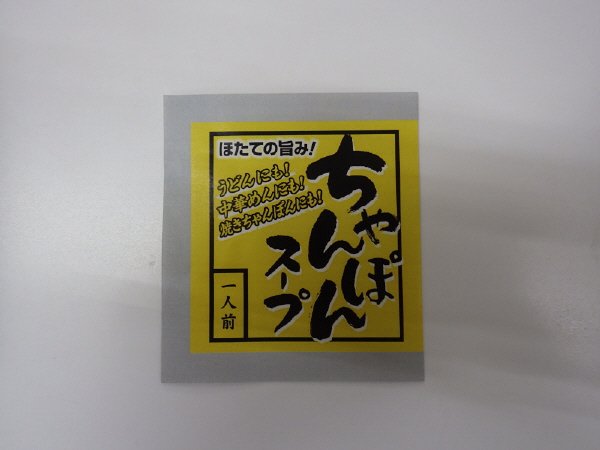 ほたての旨み!
うどんにも!
中華めんにも!
焼きちゃんぽんにも!
ちゃんぽん
スープ
一人前